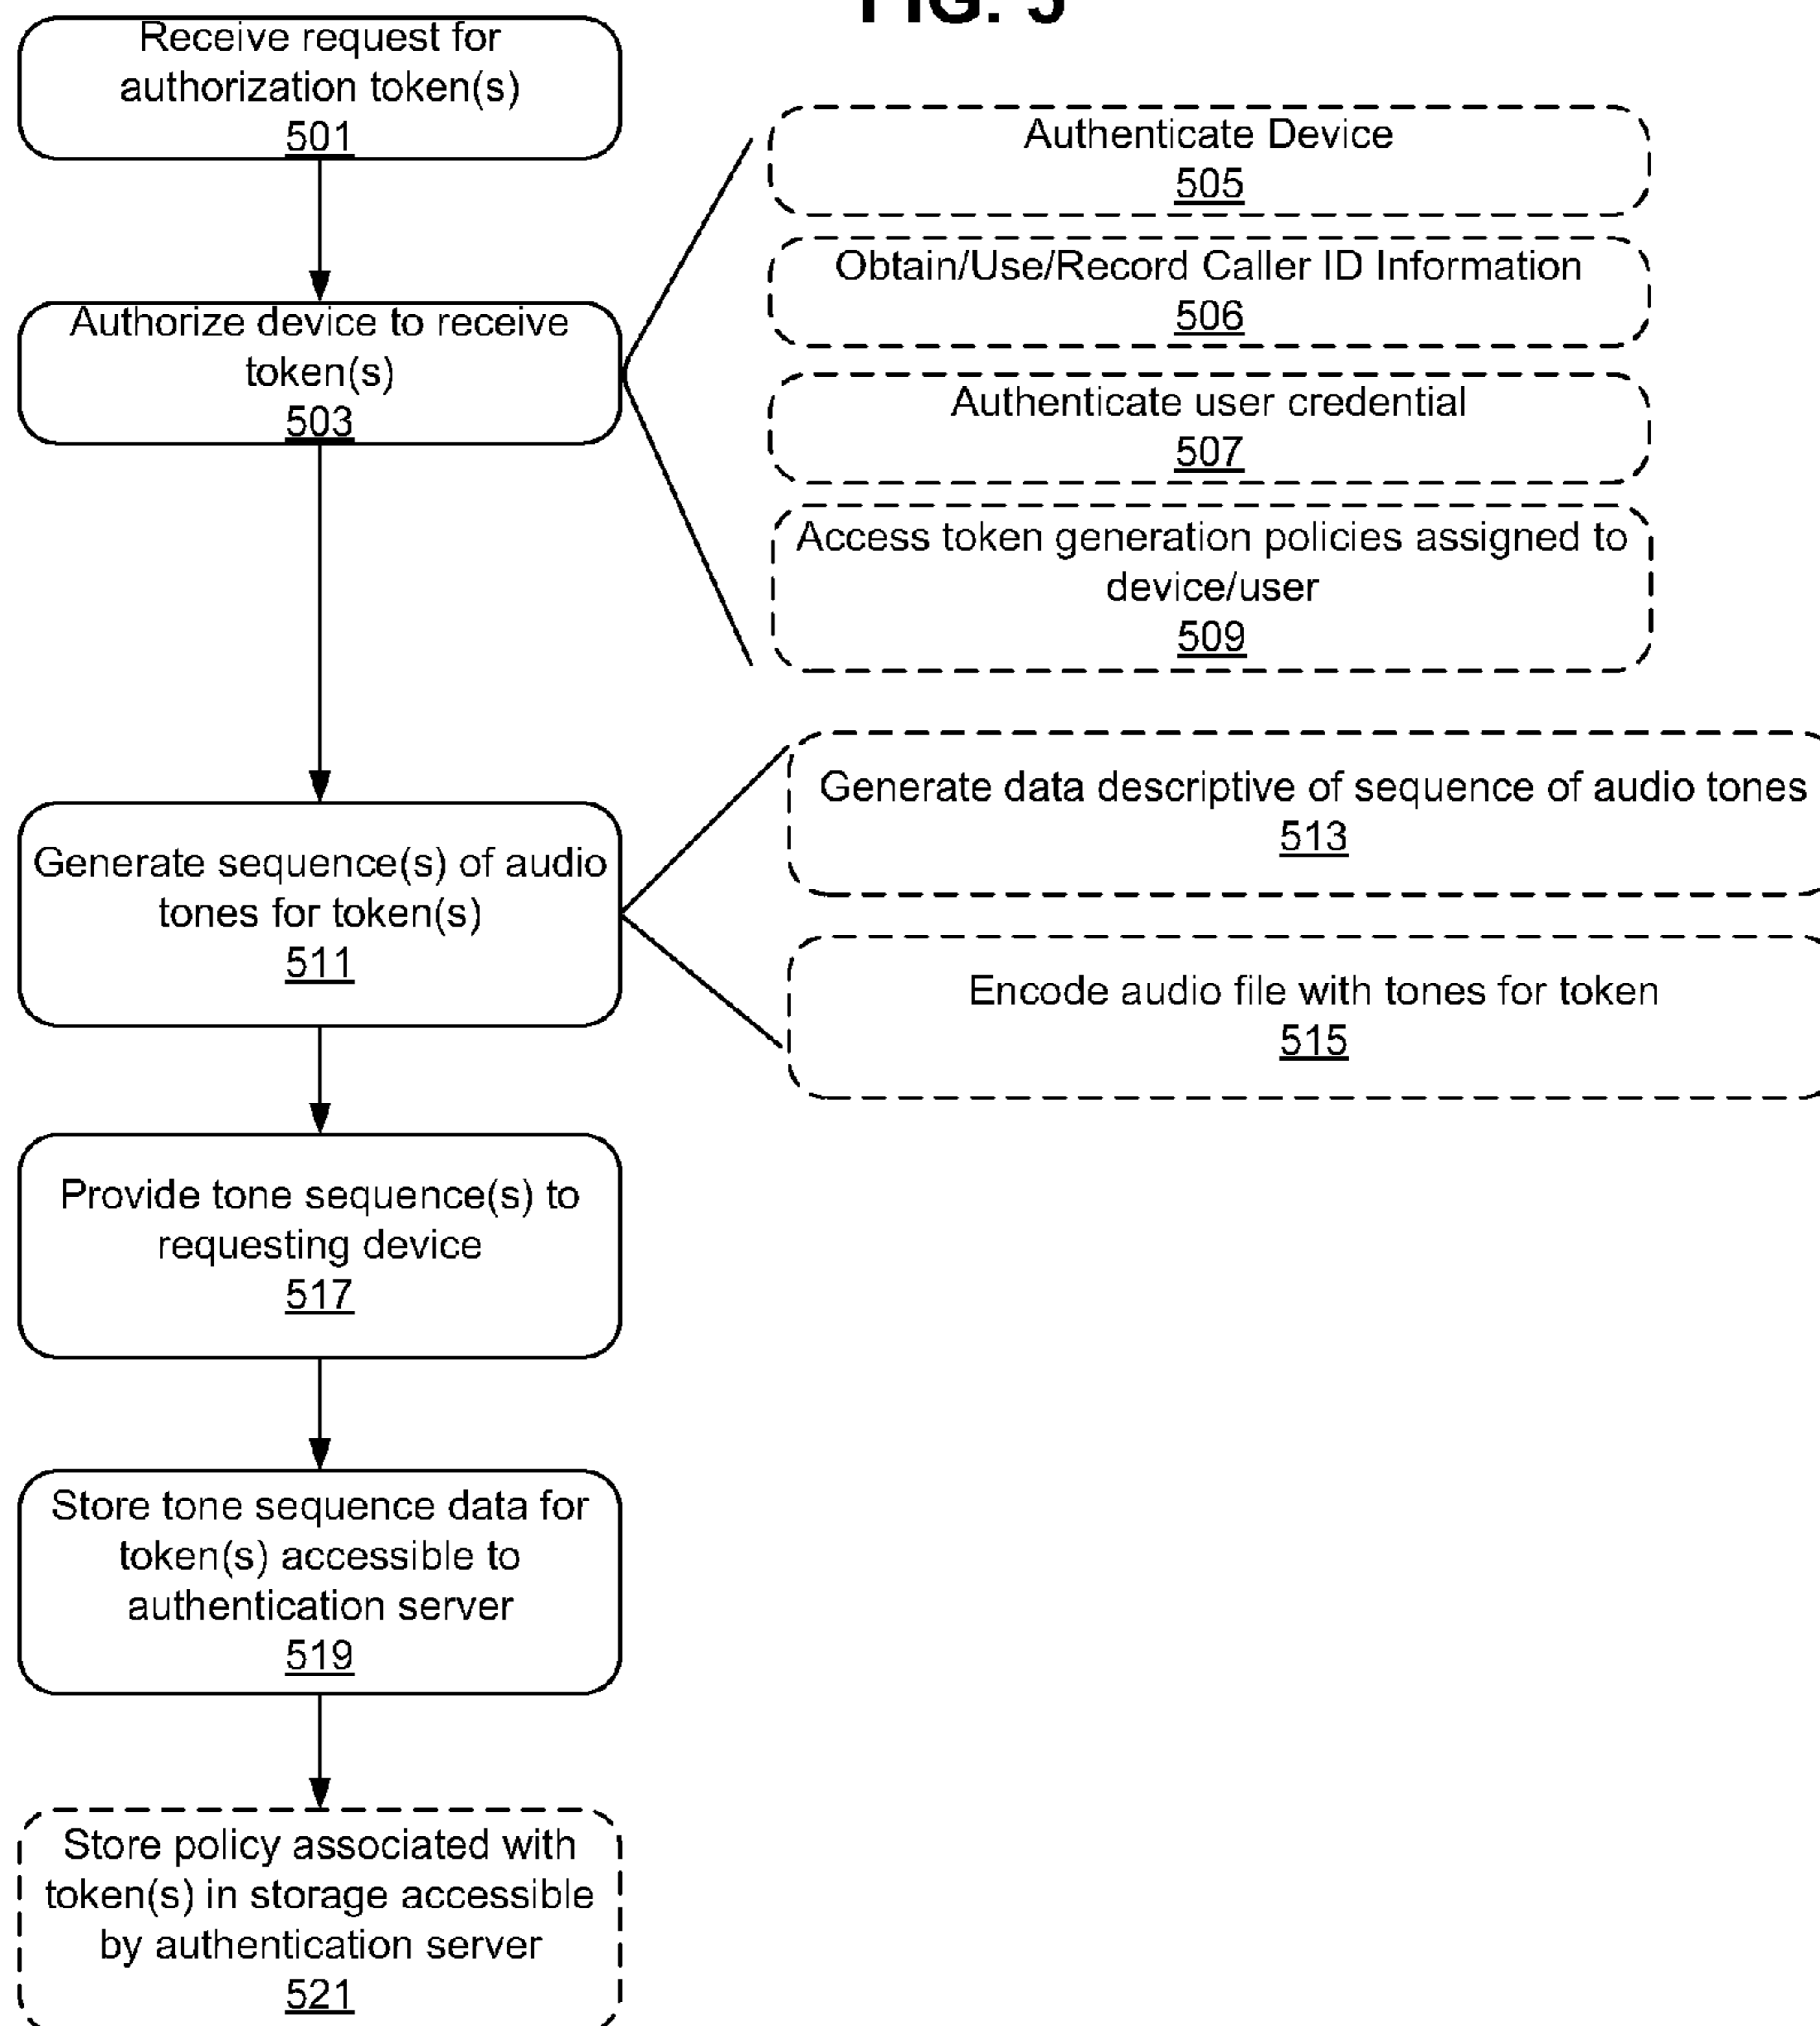 FIG. 5
Receive request for
authorization token(s)
501
Authorize device to receive
token(s)
503
Authenticate Device
505
Obtain/Use/Record Caller ID Information
506
Authenticate user credential
507
Access token generation policies assigned to
device/user
509
Generate sequence(s) of audio
tones for token(s)
511
Generate data descriptive of sequence of audio tones
513
Encode audio file with tones for token
515
Provide tone sequence(s) to
requesting device
517
Store tone sequence data for
token(s) accessible to
authentication server
519
Store policy associated with
token(s) in storage accessible
by authentication server
521